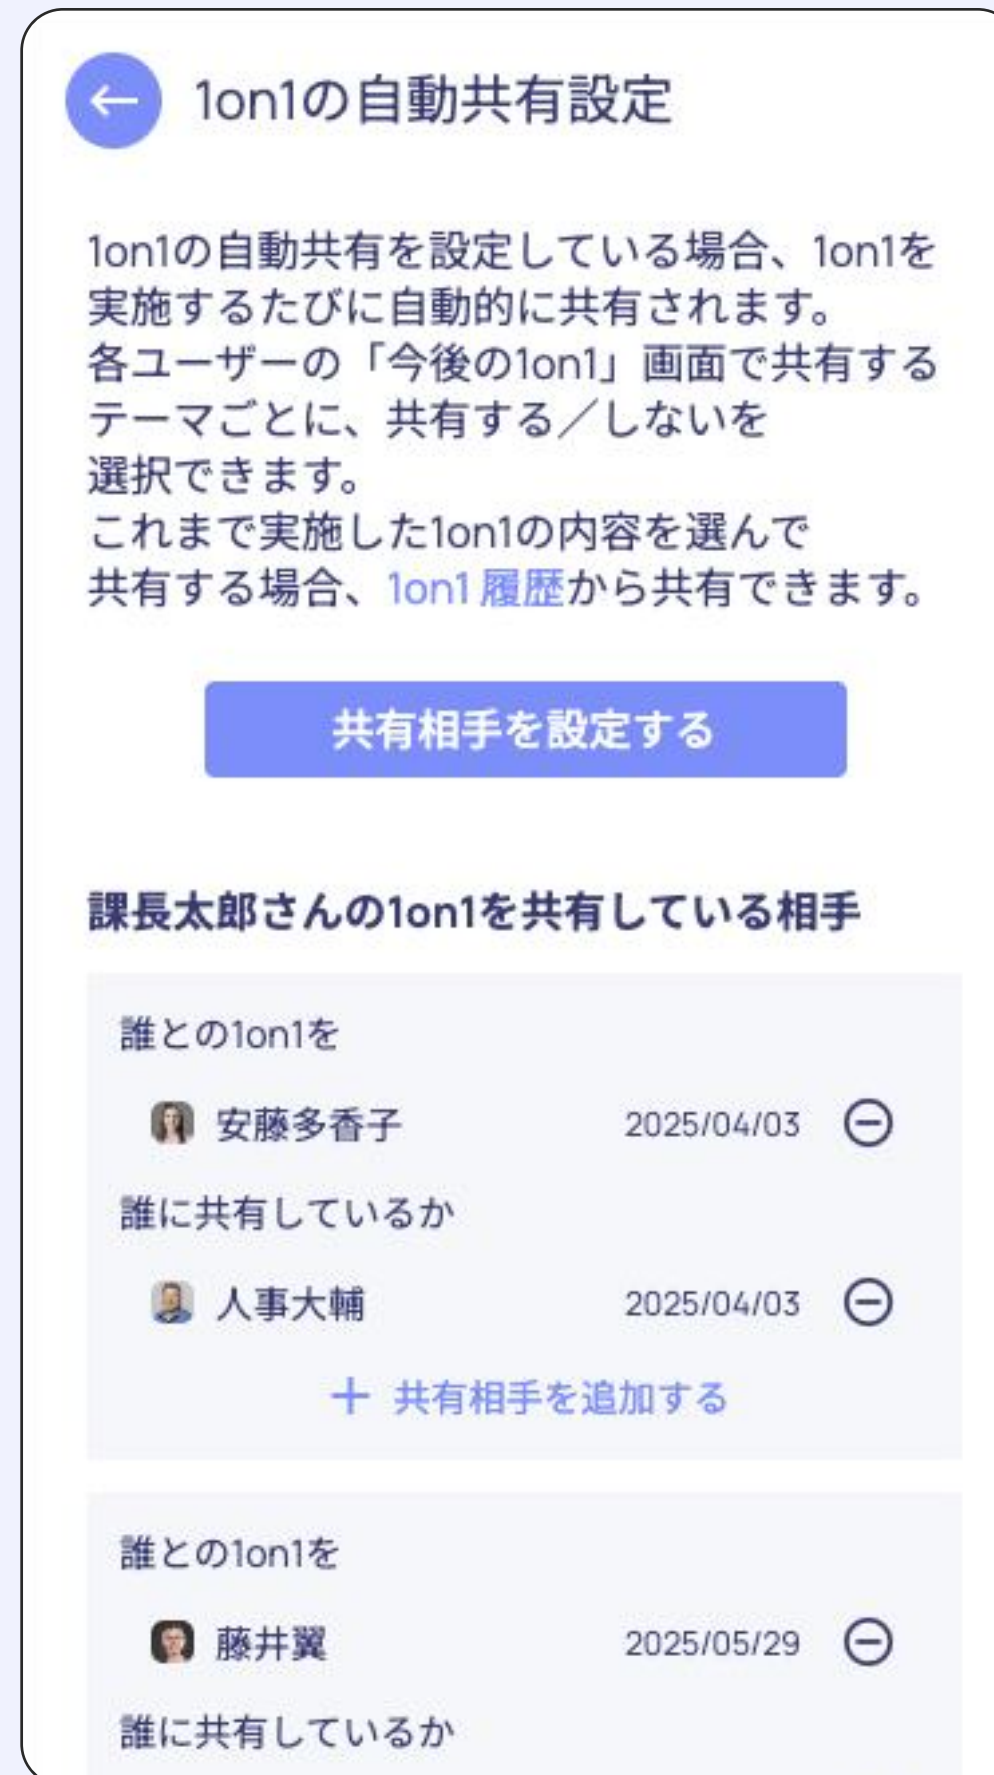 1on1の自動共有設定
1on1の自動共有を設定している場合、1on1を
実施するたびに自動的に共有されます。
各ユーザーの「今後の1on1」画面で共有する
テーマごとに、共有する／しないを
選択できます。
これまで実施した1on1の内容を選んで
共有する場合、1on1 履歴から共有できます。
共有相手を設定する
課長太郎さんの1on1を共有している相手
誰との1on1を
安藤多香子 2025/04/03
誰に共有しているか
人事大輔 2025/04/03
＋ 共有相手を追加する
誰との1on1を
藤井翼 2025/05/29
誰に共有しているか